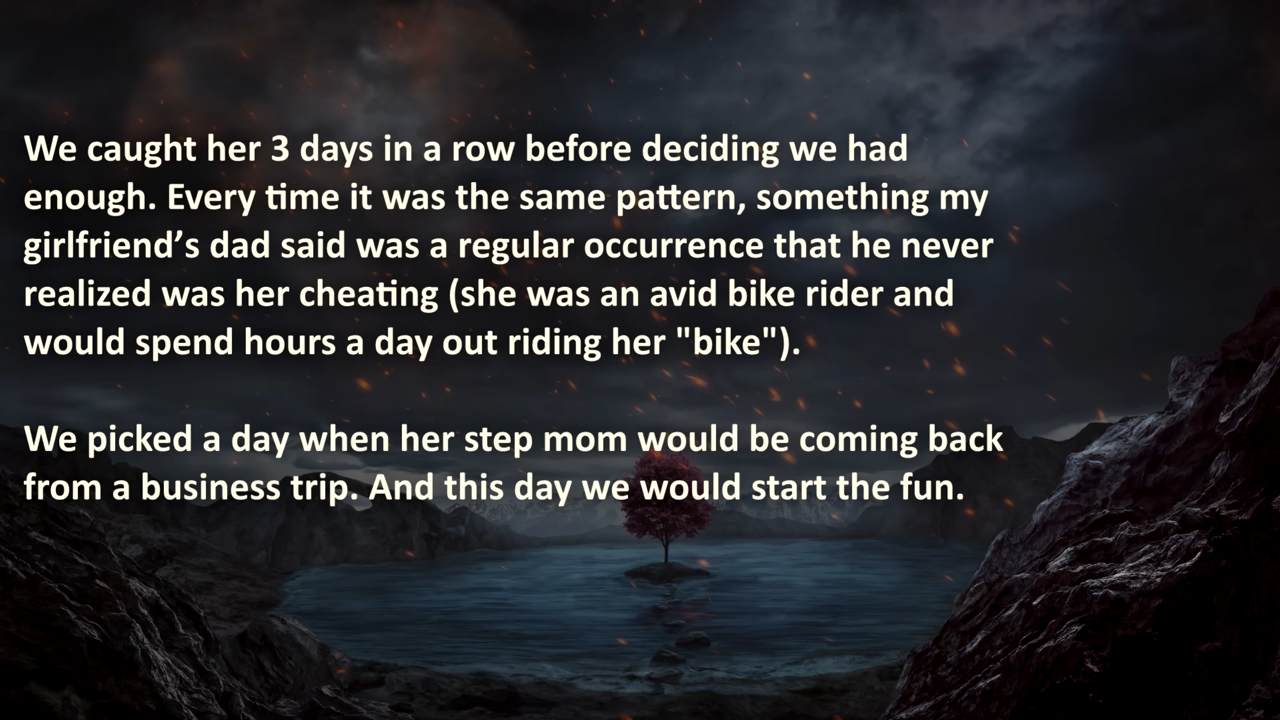 We caught her 3 days in a row before deciding we had
enough. Every time it was the same pattern, something my
girlfriend’s dad said was a regular occurrence that he never
realized was her cheating (she was an avid bike rider and
would spend hours a day out riding her "bike").
We picked a day when her step mom would be coming back
from a business trip. And this day we would start the fun.